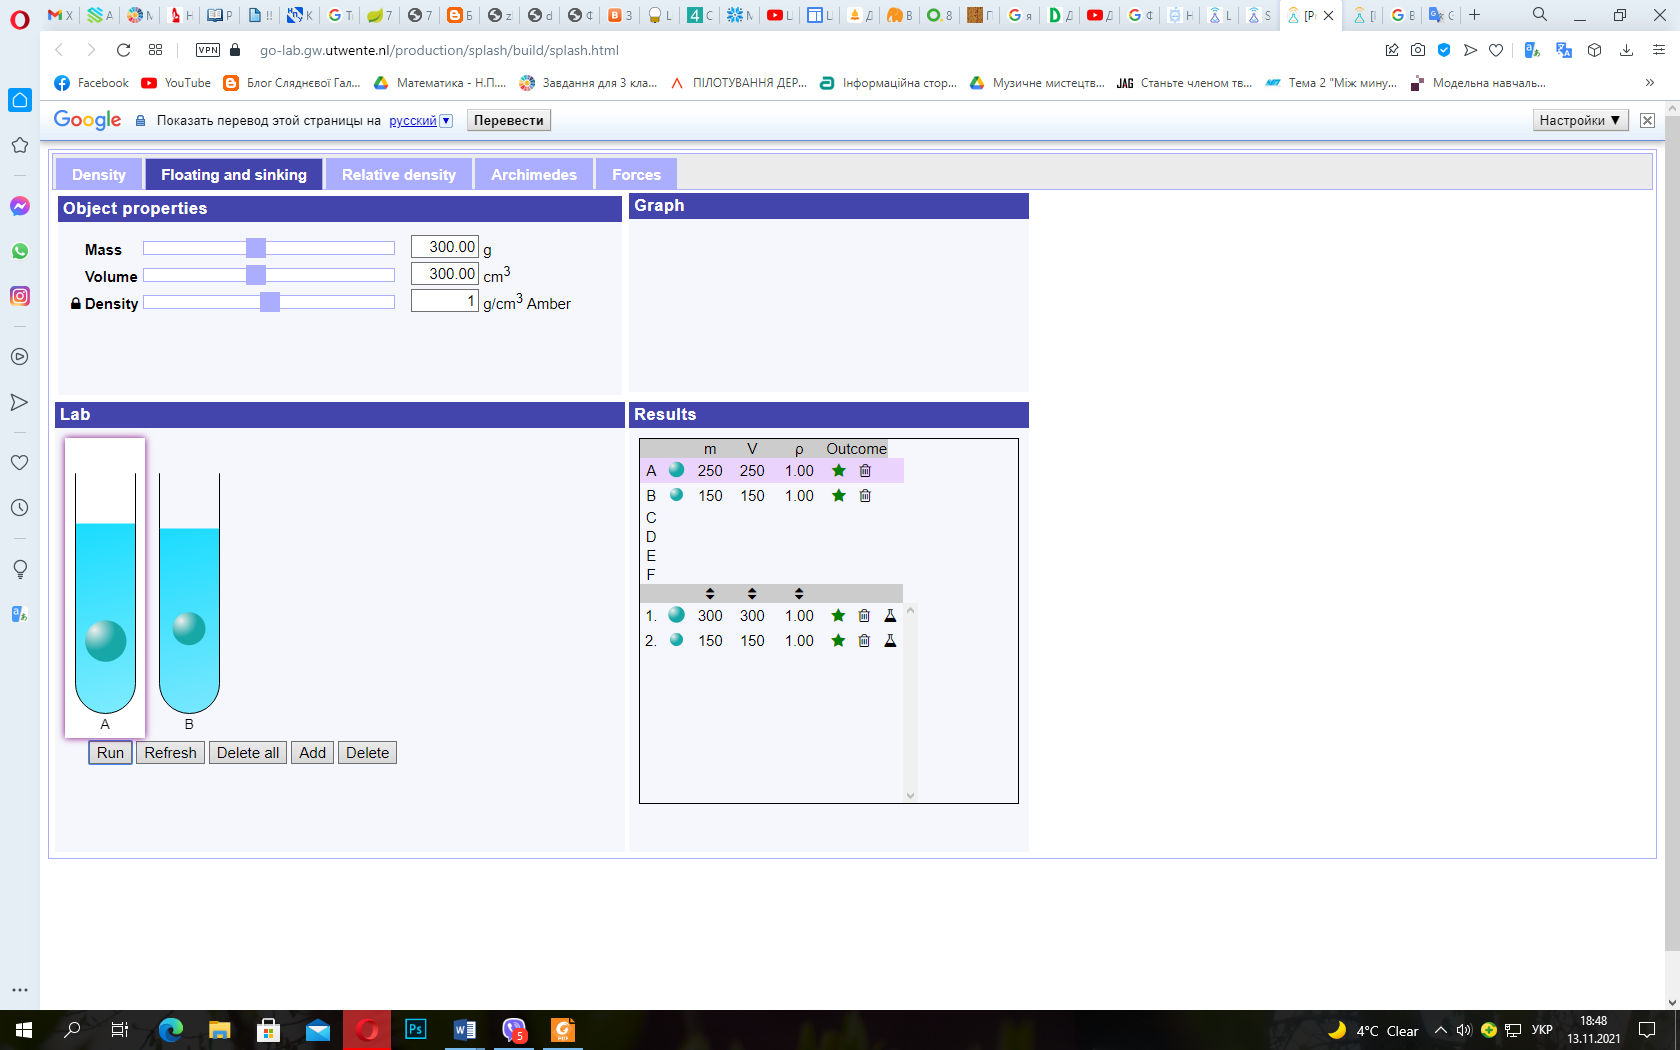 go-lab.gw.utwente.nl/production/splash/build/splash.html
VPN
Facebook
YouTube
Блог Сляднєвої Гал...
Математика - Н.П....
Завдання для 3 кла...
ПІЛОТУВАННЯ ДЕР...
Інформаційна стор...
Музичне мистецтв...
JAG Станьте членом тв...
Тема 2 "Між мину...
Модельна навчаль...
Google
Показать перевод этой страницы на русский
Перевести
Настройки ▼
Density
Floating and sinking
Relative density
Archimedes
Forces
Object properties
Mass 300.00 g
Volume 300.00 cm3
Density 1 g/cm3 Amber
Graph
Lab
A
B
Run
Refresh
Delete all
Add
Delete
Results
m V ρ Outcome
A 250 250 1.00
B 150 150 1.00
C
D
E
F
1. 300 300 1.00
2. 150 150 1.00
Ps
5
PDF
4°C Clear
УКР
18:48
13.11.2021